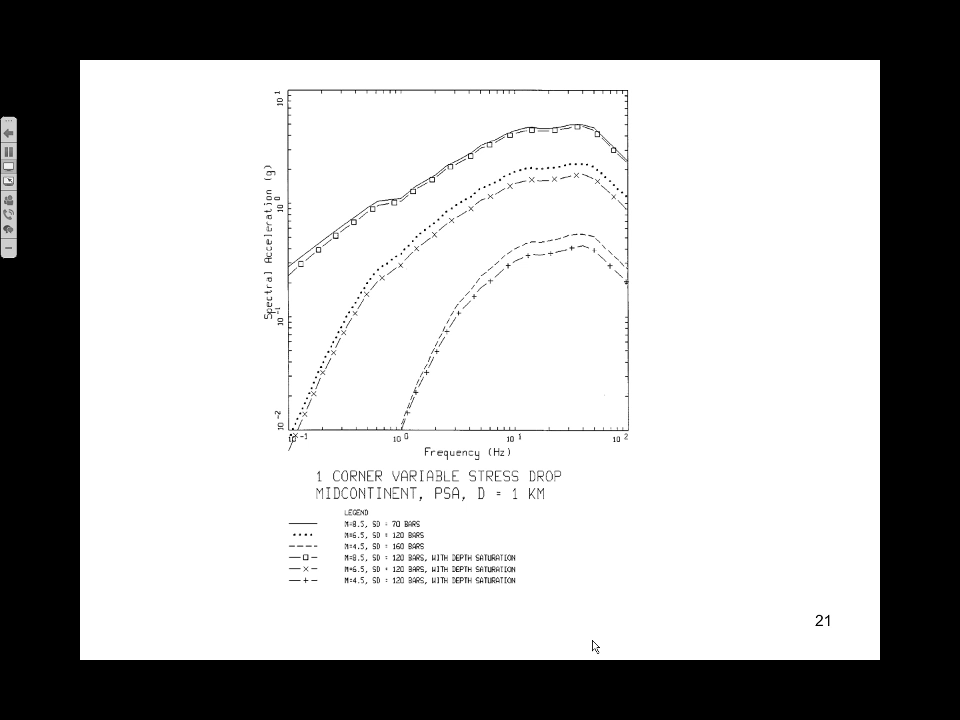 10 1
10 0
10 -1
10 -2
Spectral Acceleration (g)
10 -1
10 0
10 1
10 2
Frequency (Hz)
1 CORNER VARIABLE STRESS DROP
MIDCONTINENT, PSA, D = 1 KM
LEGEND
M=8.5, SD = 70 BARS
M=6.5, SD = 120 BARS
M=4.5, SD = 160 BARS
M=8.5, SD = 120 BARS, WITH DEPTH SATURATION
M=6.5, SD = 120 BARS, WITH DEPTH SATURATION
M=4.5, SD = 120 BARS, WITH DEPTH SATURATION
21